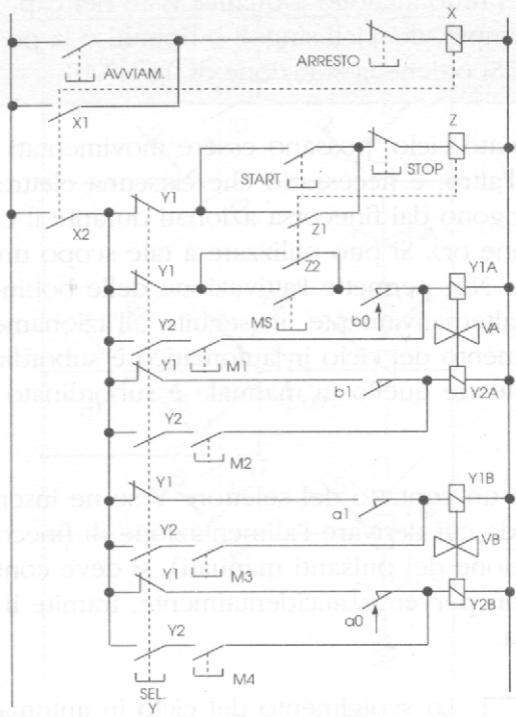 X
AVVIAM.
ARRESTO
X1
Z
START
STOP
Y1
X2
Z1
Y1
Z2
Y1A
Y2
MS
b0
VA
Y1
M1
b1
Y2A
Y2
M2
Y1
Y1B
a1
Y2
VB
Y1
M3
Y2B
a0
Y2
M4
SEL.
Y